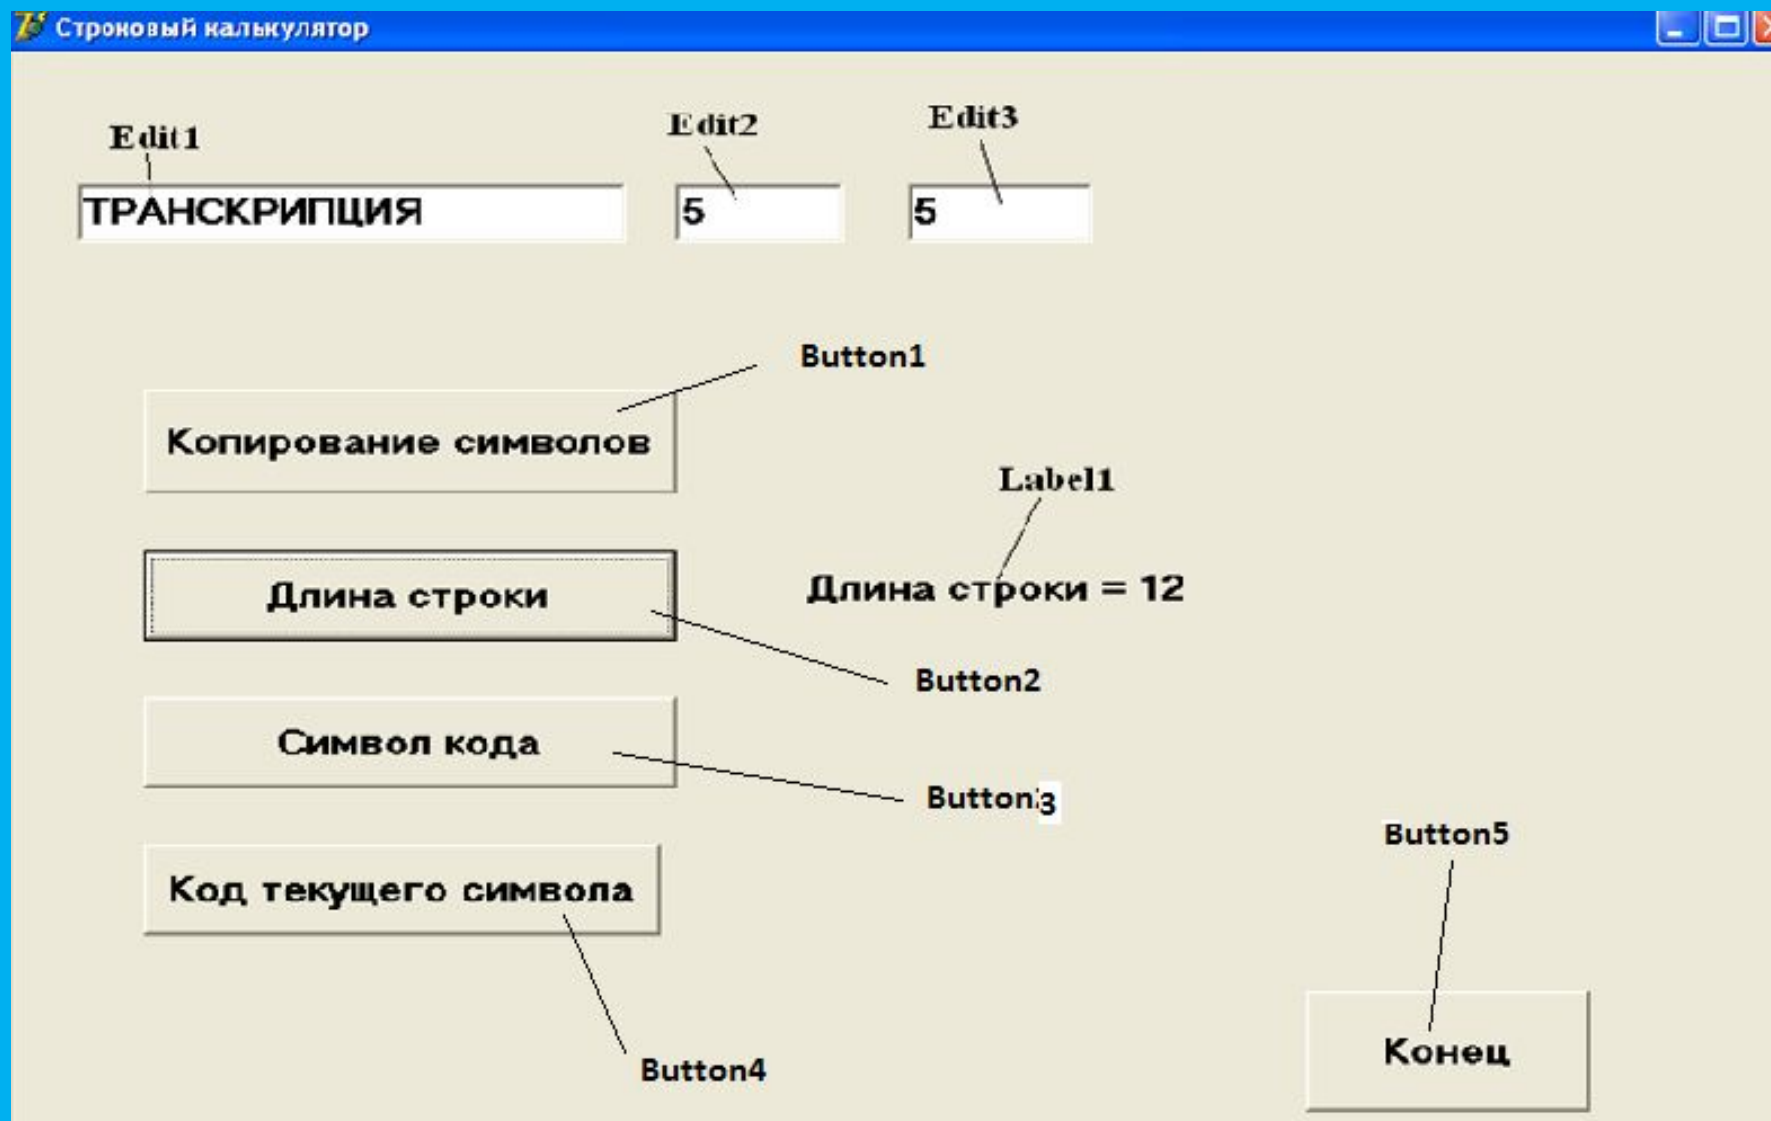 Строковый калькулятор
Edit1 Edit2 Edit3
ТРАНСКРИПЦИЯ 5 5
Button1
Копирование символов
Label1
Длина строки Длина строки = 12
Button2
Символ кода
Button3
Button5
Код текущего символа
Конец
Button4